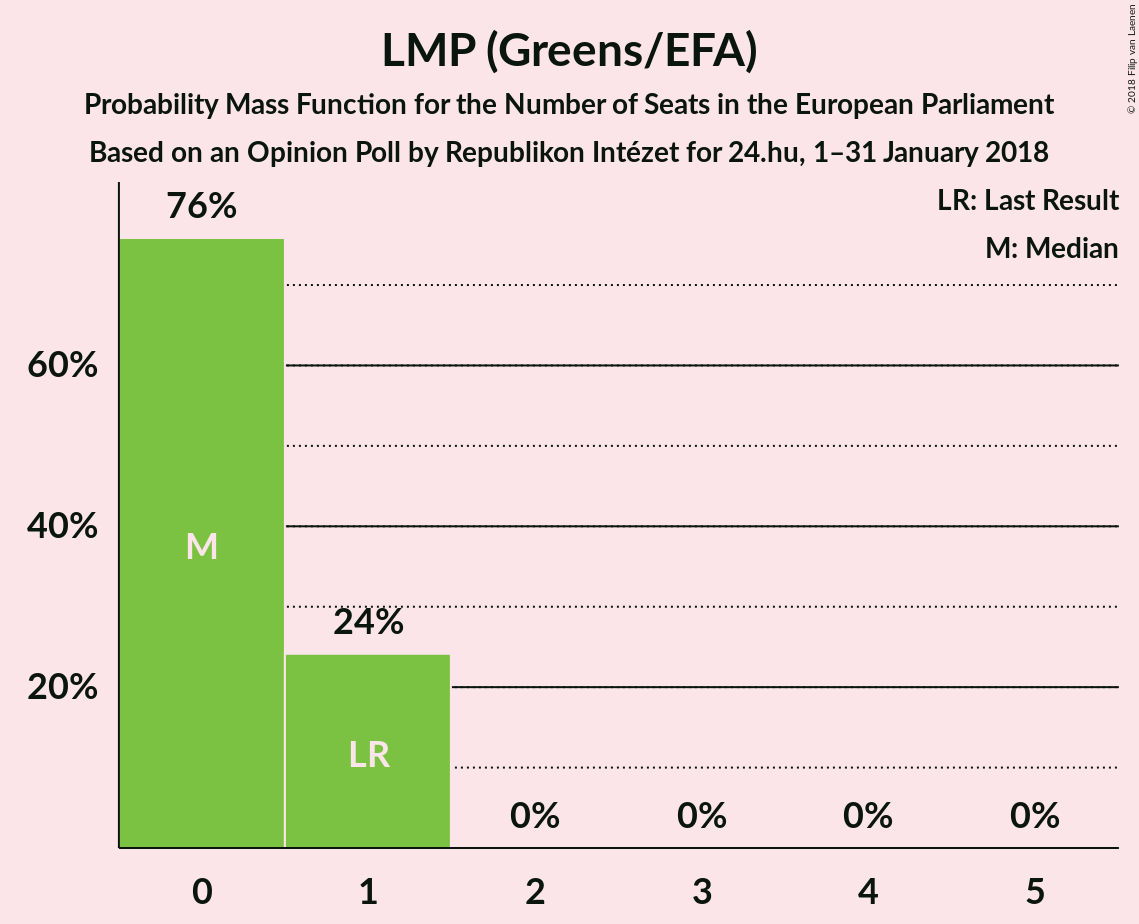 LMP (Greens/EFA)
Probability Mass Function for the Number of Seats in the European Parliament
Based on an Opinion Poll by Republikon Intézet for 24.hu, 1–31 January 2018
© 2018 Filip van Laenen
LR: Last Result
M: Median
76%
60%
40%
M
24%
20%
LR
0% 0% 0% 0%
0 1 2 3 4 5